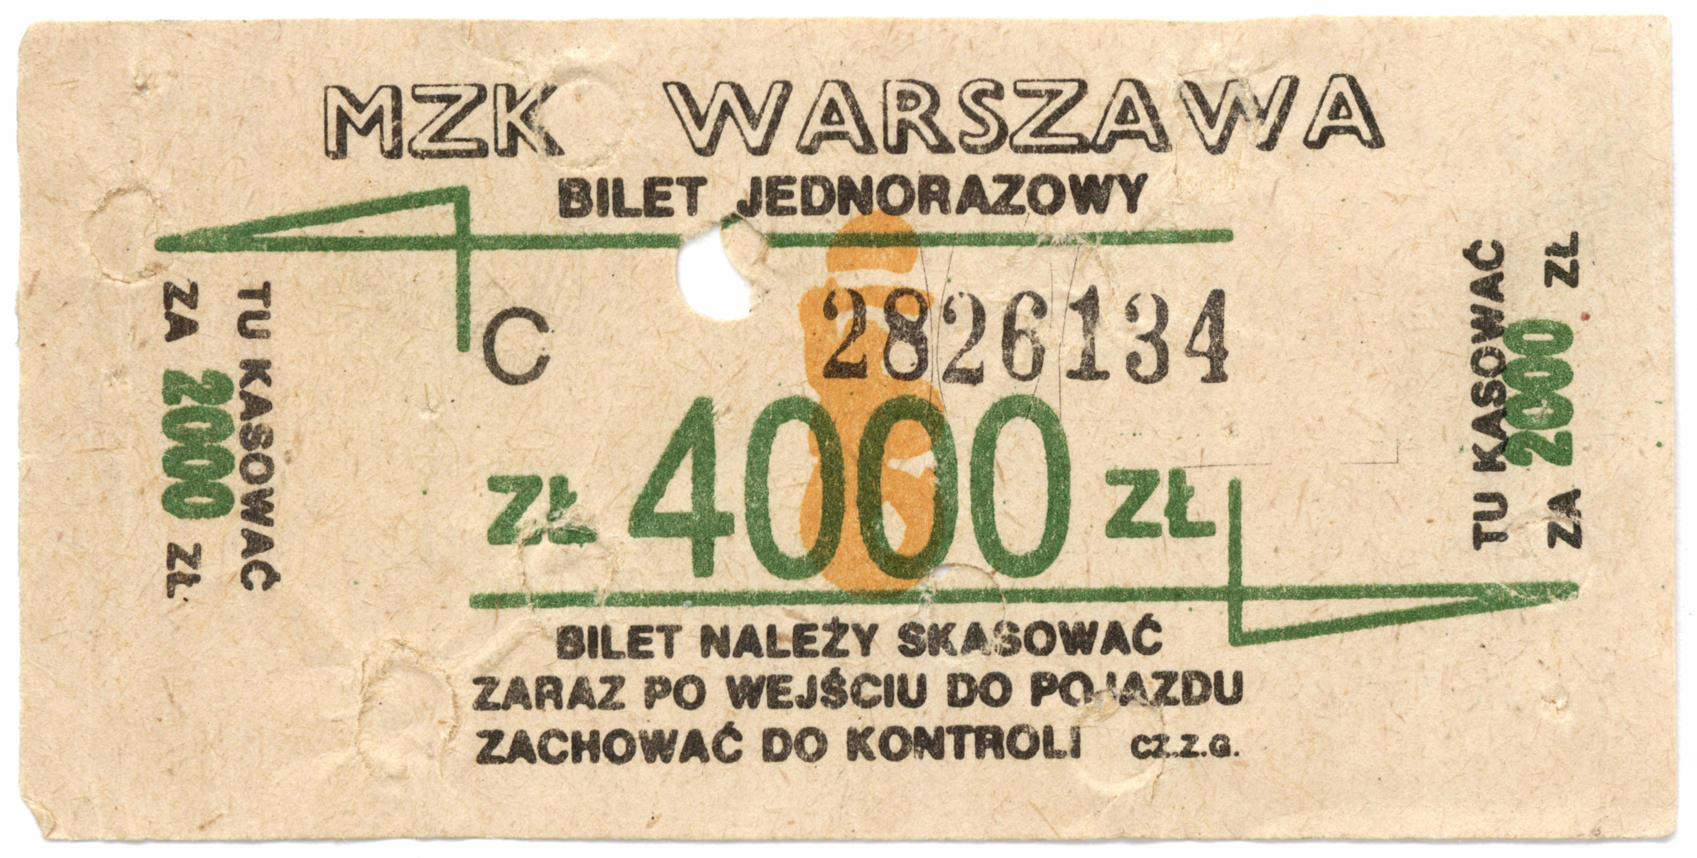 MZK WARSZAWA
BILET JEDNORAZOWY
C 2826134
ZŁ 4000 ZŁ
TU KASOWAĆ
ZA 2000 ZŁ
TU KASOWAĆ
ZA 2000 ZŁ
BILET NALEŻY SKASOWAĆ
ZARAZ PO WEJŚCIU DO POJAZDU
ZACHOWAĆ DO KONTROLI CZ.Z.G.